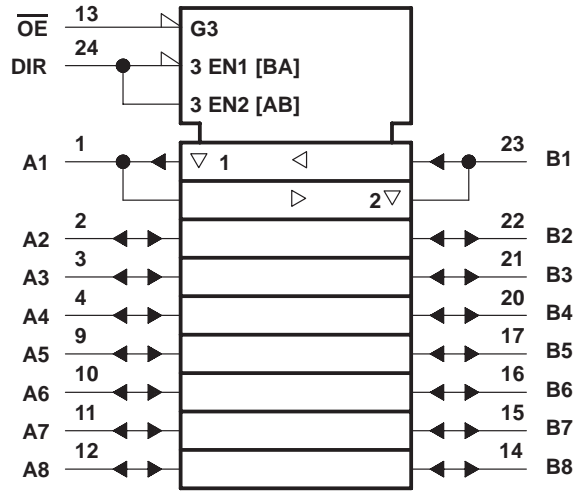 O̅E̅ 13 G3
DIR 24 3 EN1 [BA]
3 EN2 [AB]
A1 1 ▽ 1 ◁ 23 B1
▷ 2 ▽
A2 2 22 B2
A3 3 21 B3
A4 4 20 B4
A5 9 17 B5
A6 10 16 B6
A7 11 15 B7
A8 12 14 B8